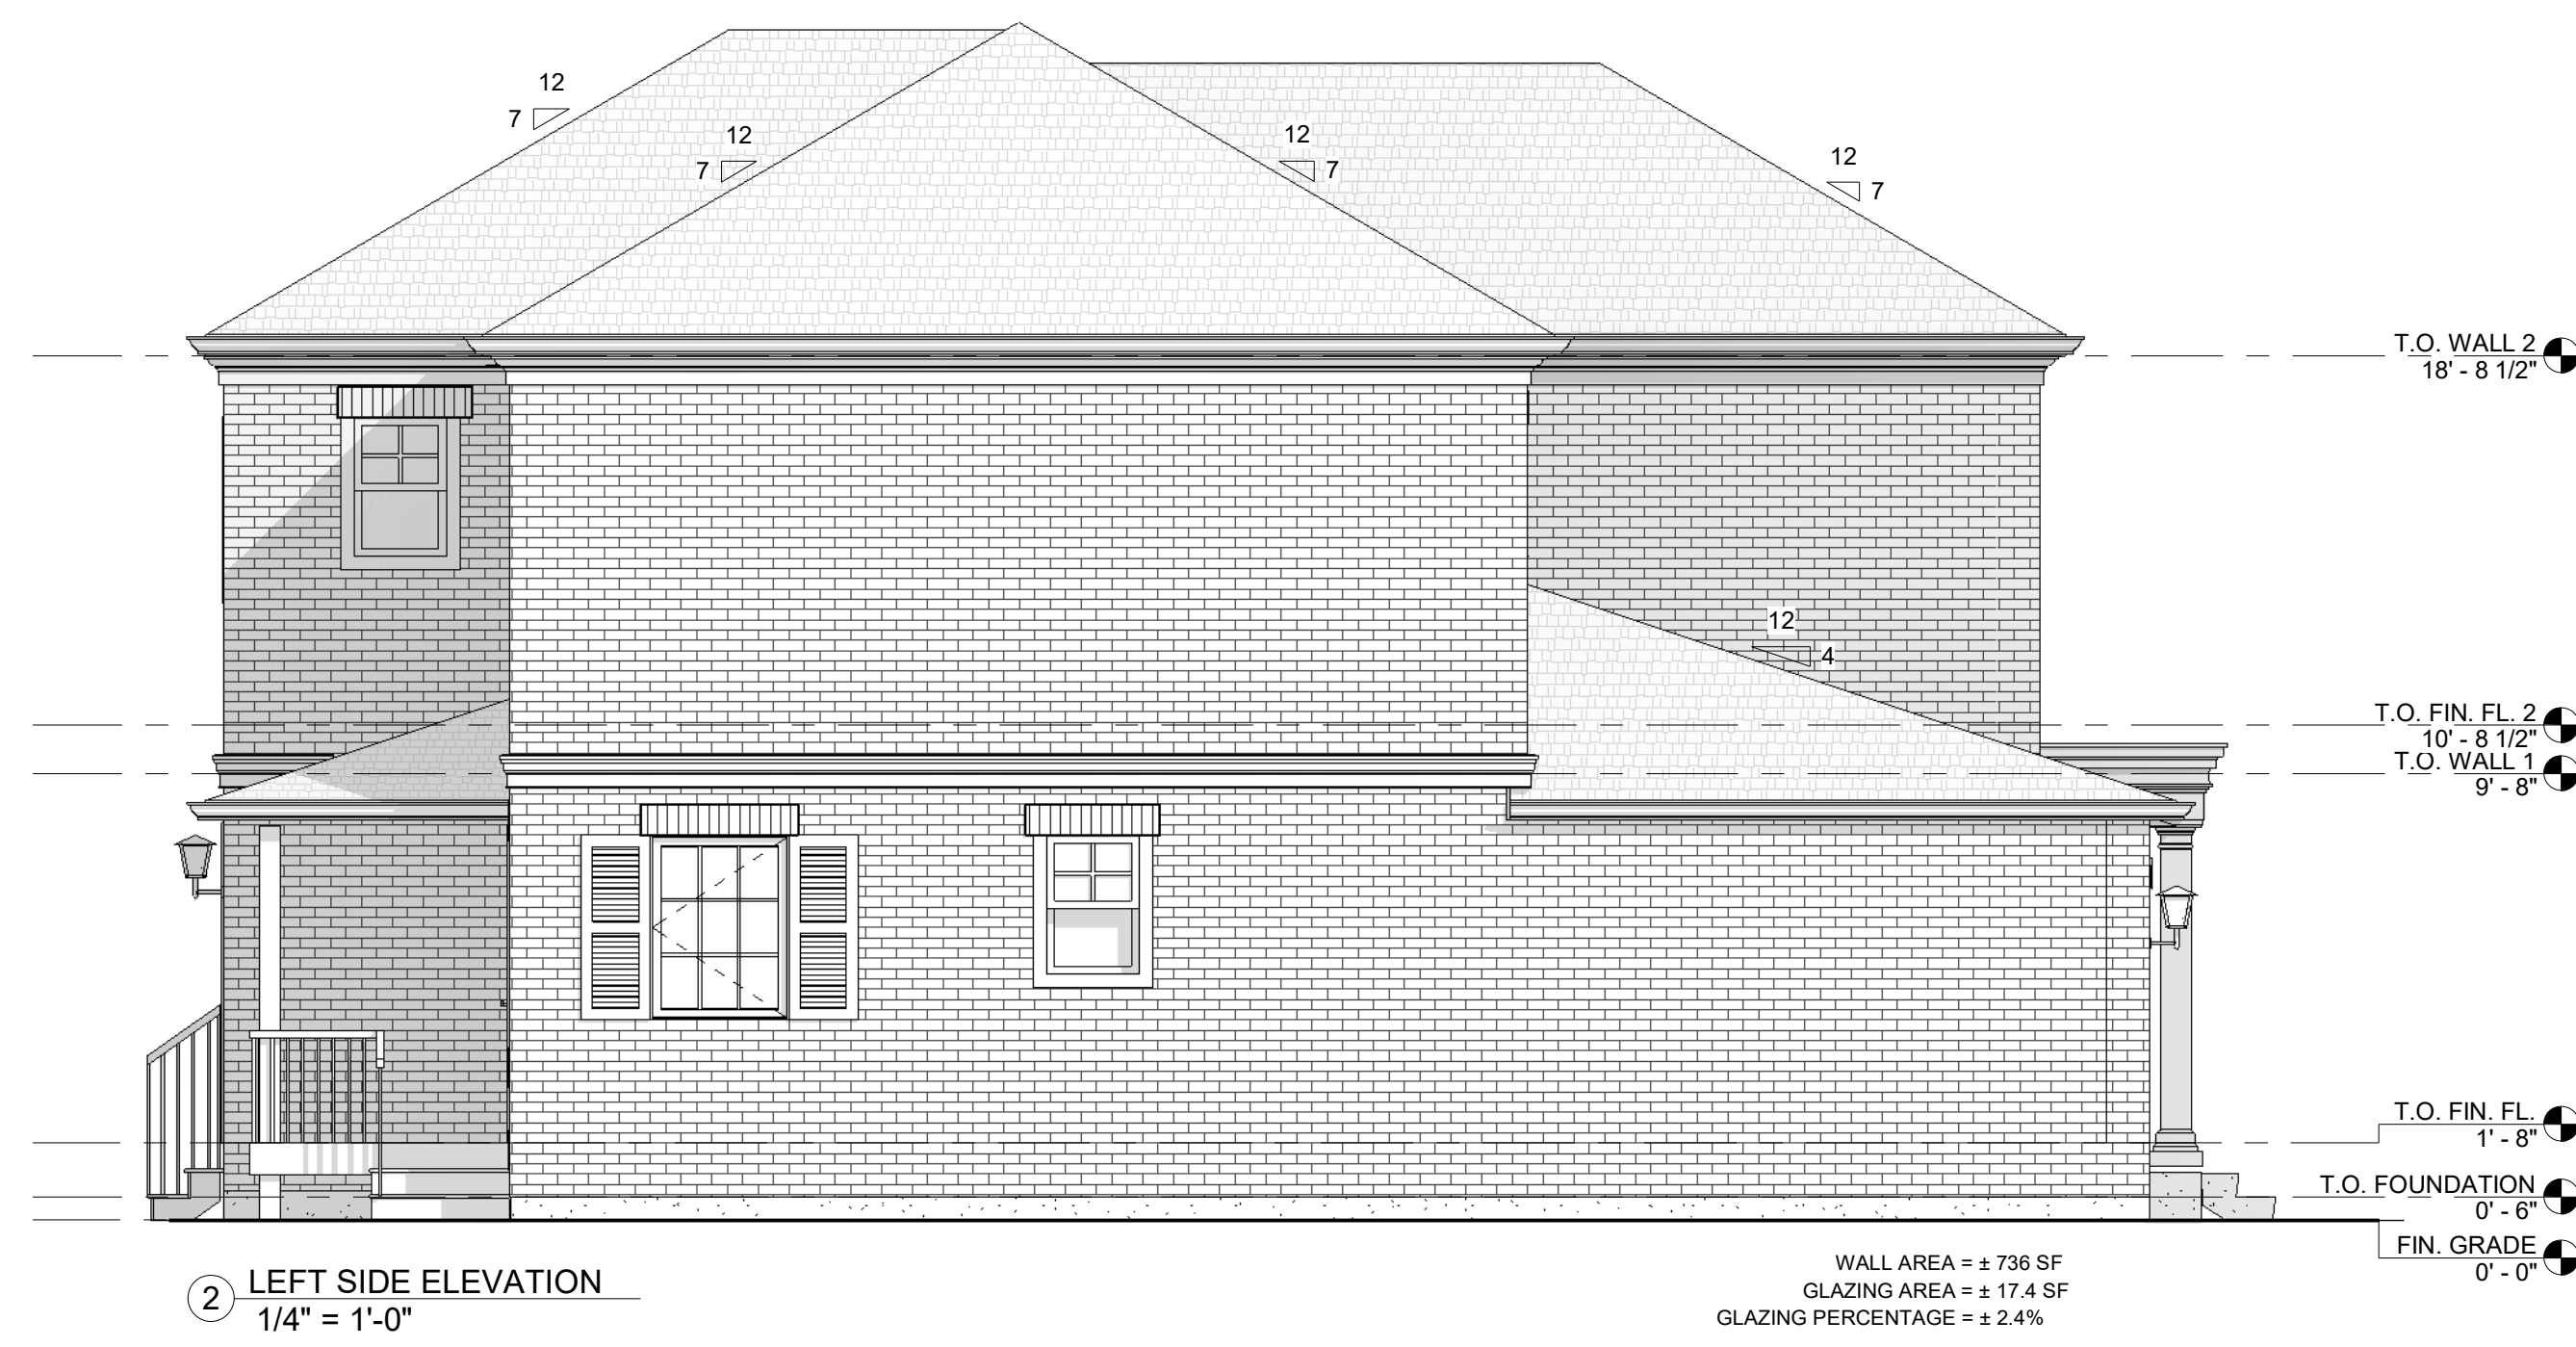 12
7
12
7
12
7
12
7
T.O. WALL 2
18' - 8 1/2"
12
4
T.O. FIN. FL. 2
10' - 8 1/2"
T.O. WALL 1
9' - 8"
T.O. FIN. FL.
1' - 8"
T.O. FOUNDATION
0' - 6"
FIN. GRADE
0' - 0"
2
LEFT SIDE ELEVATION
1/4" = 1'-0"
WALL AREA = ± 736 SF
GLAZING AREA = ± 17.4 SF
GLAZING PERCENTAGE = ± 2.4%